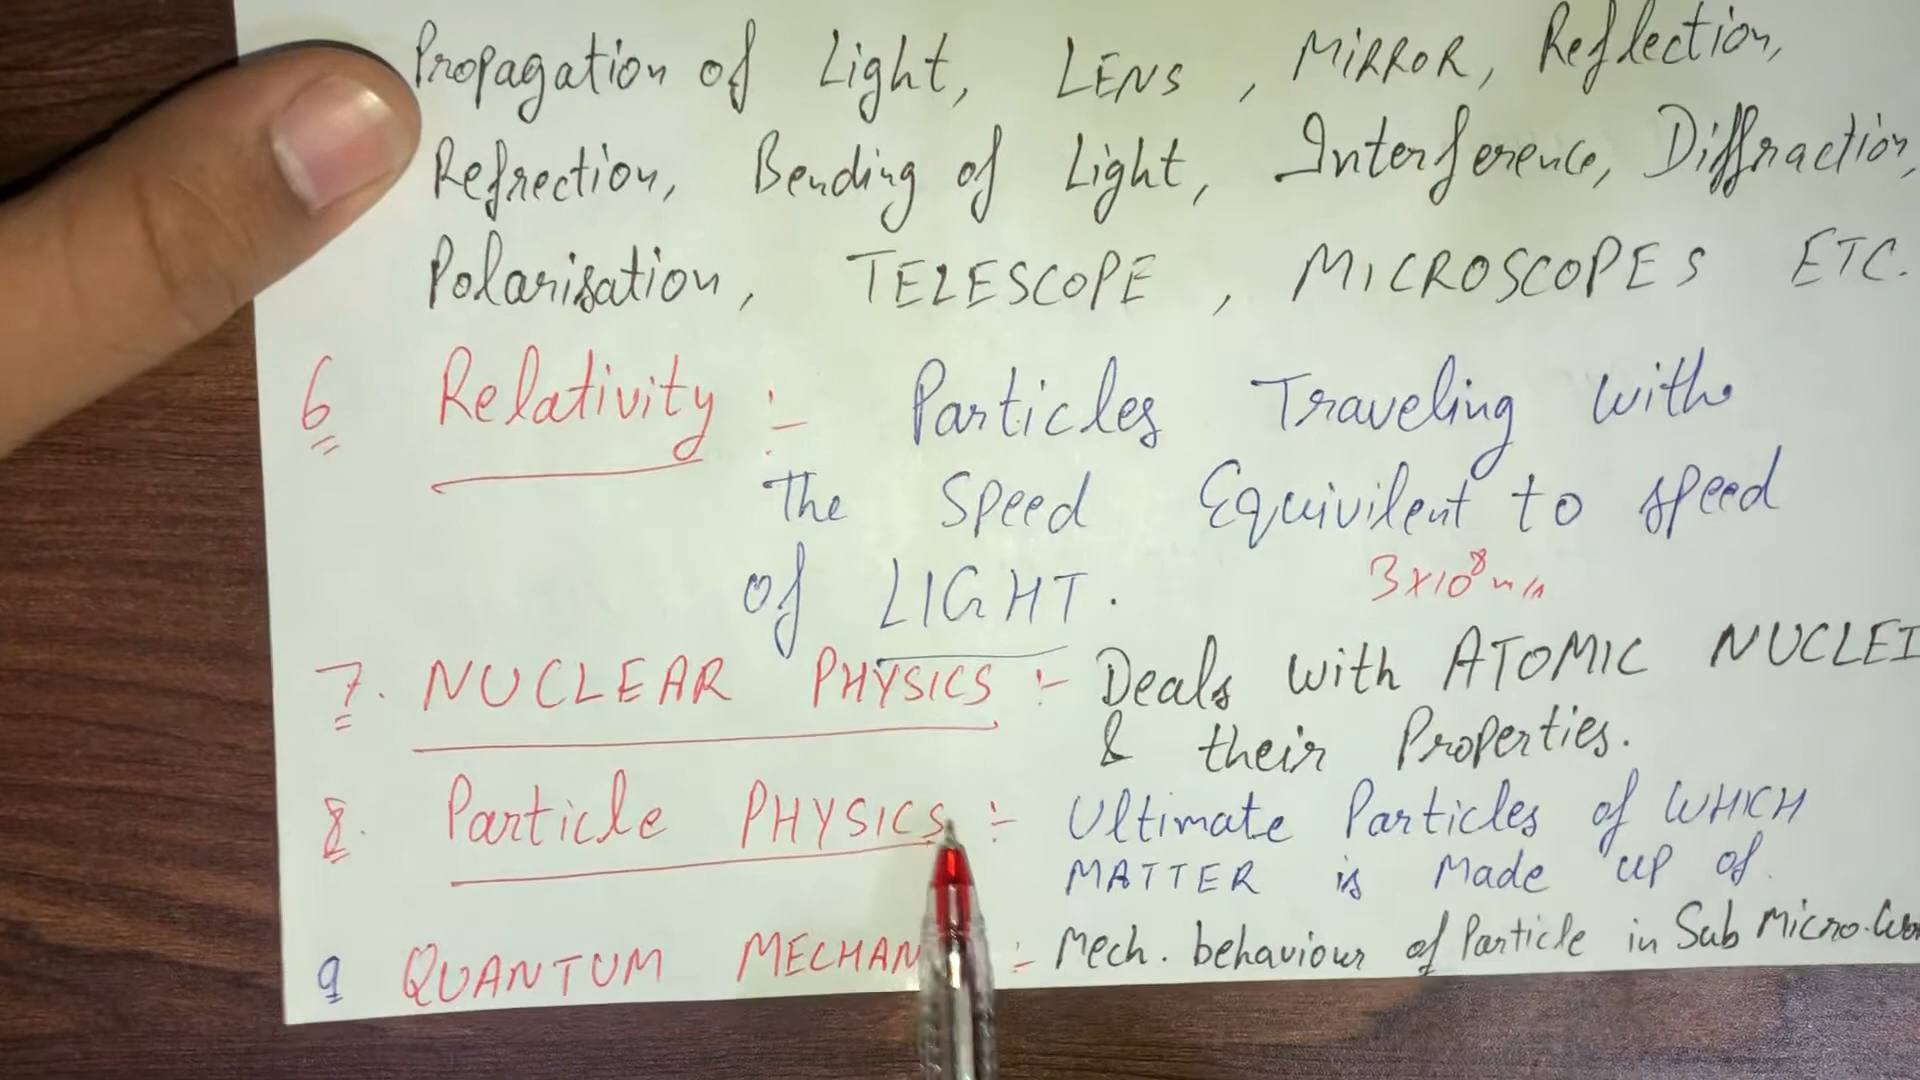 Propagation of Light, LENS, MIRROR, Reflection,
Refrection, Bending of Light, Interference, Diffraction,
Polarisation, TELESCOPE, MICROSCOPES ETC.
6 Relativity :- Particles Traveling with
the Speed Equivilent to speed
of LIGHT. 3x10⁸ m/s
7. NUCLEAR PHYSICS :- Deals with ATOMIC NUCLEI
& their Properties.
8. Particle PHYSICS :- Ultimate Particles of WHICH
MATTER is Made up of.
9 QUANTUM :- Mech. behaviour of Particle in Sub Micro.